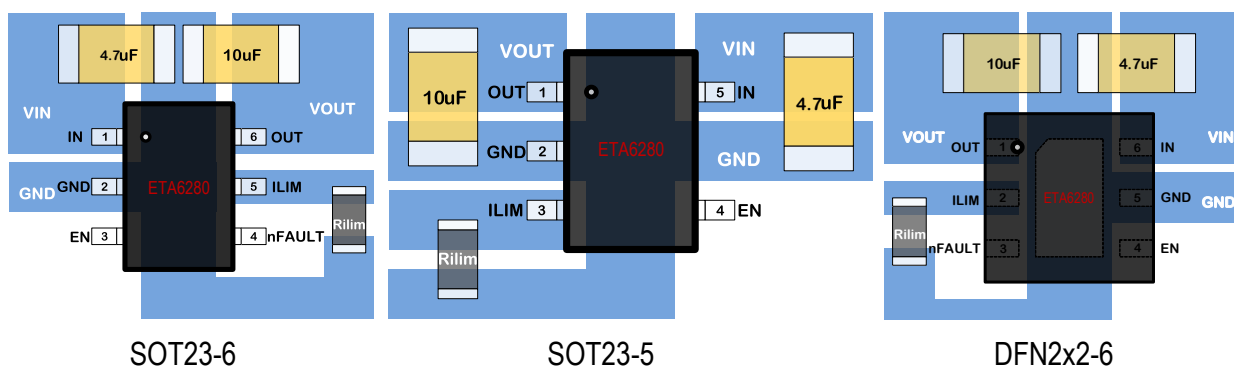 4.7uF 10uF
VIN VOUT
IN 1 6 OUT
GND GND 2 ETA6280 5 ILIM
EN 3 4 nFAULT
Rilim
SOT23-6
VOUT VIN
10uF OUT 1 5 IN 4.7uF
GND 2 ETA6280 GND
ILIM 3 4 EN
Rilim
SOT23-5
10uF 4.7uF
VOUT VIN
OUT 1 6 IN
ILIM 2 ETA6280 5 GND GND
Rilim
nFAULT 3 4 EN
DFN2x2-6